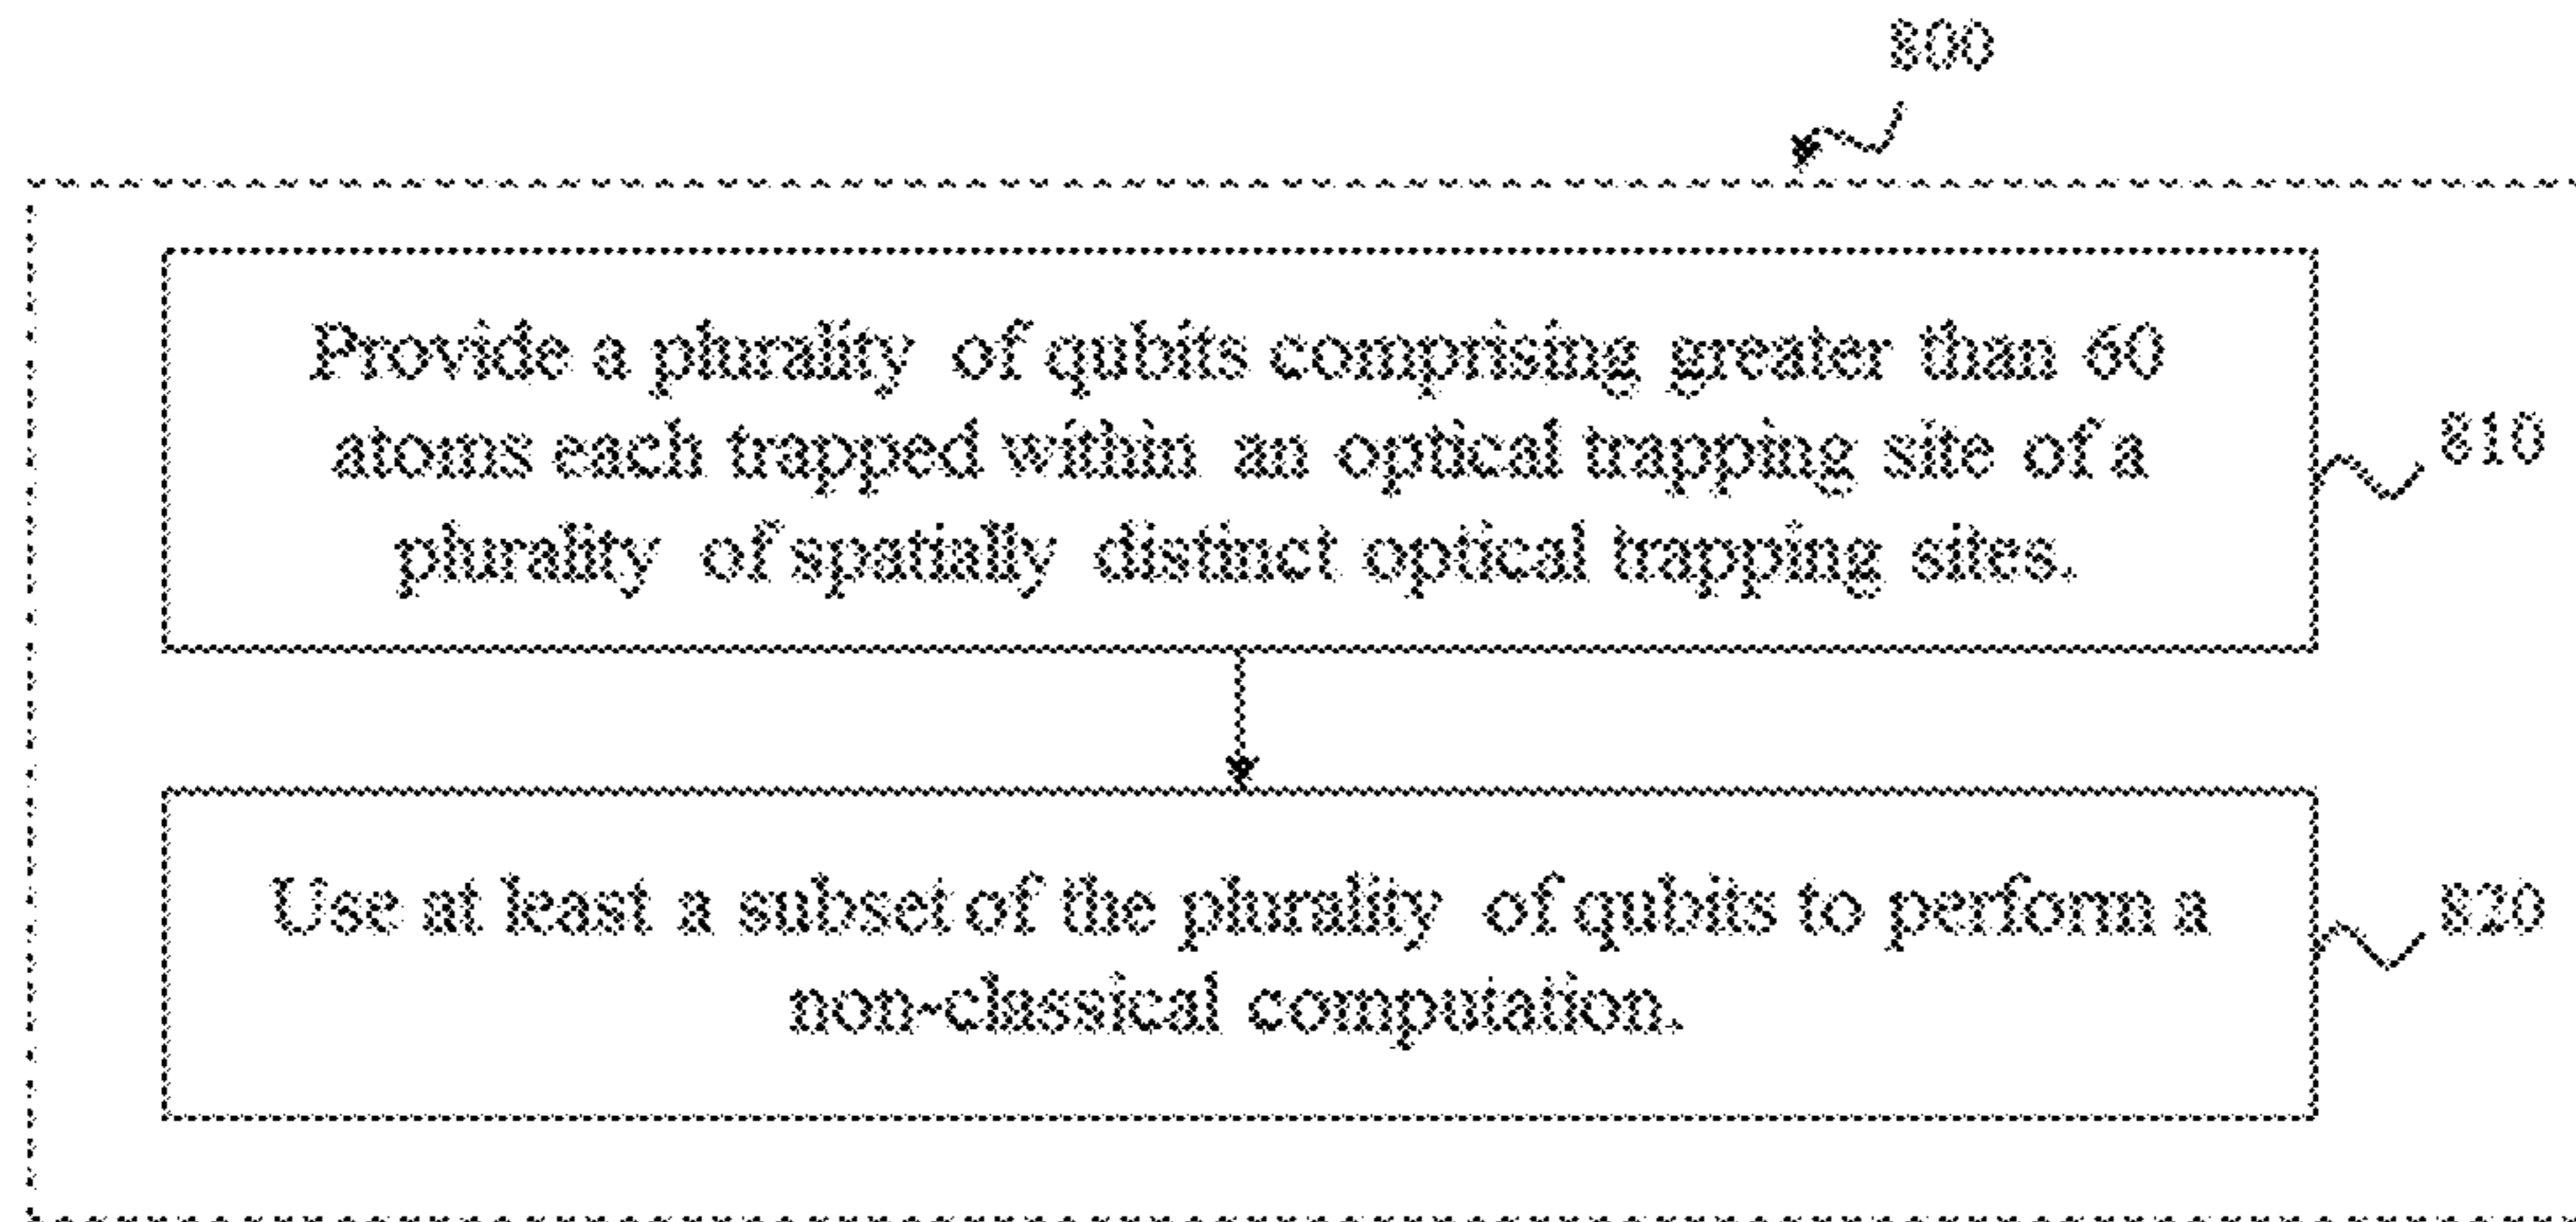 800
Provide a plurality of qubits comprising greater than 60
atoms each trapped within an optical trapping site of a
plurality of spatially distinct optical trapping sites.
810
Use at least a subset of the plurality of qubits to perform a
non-classical computation.
820